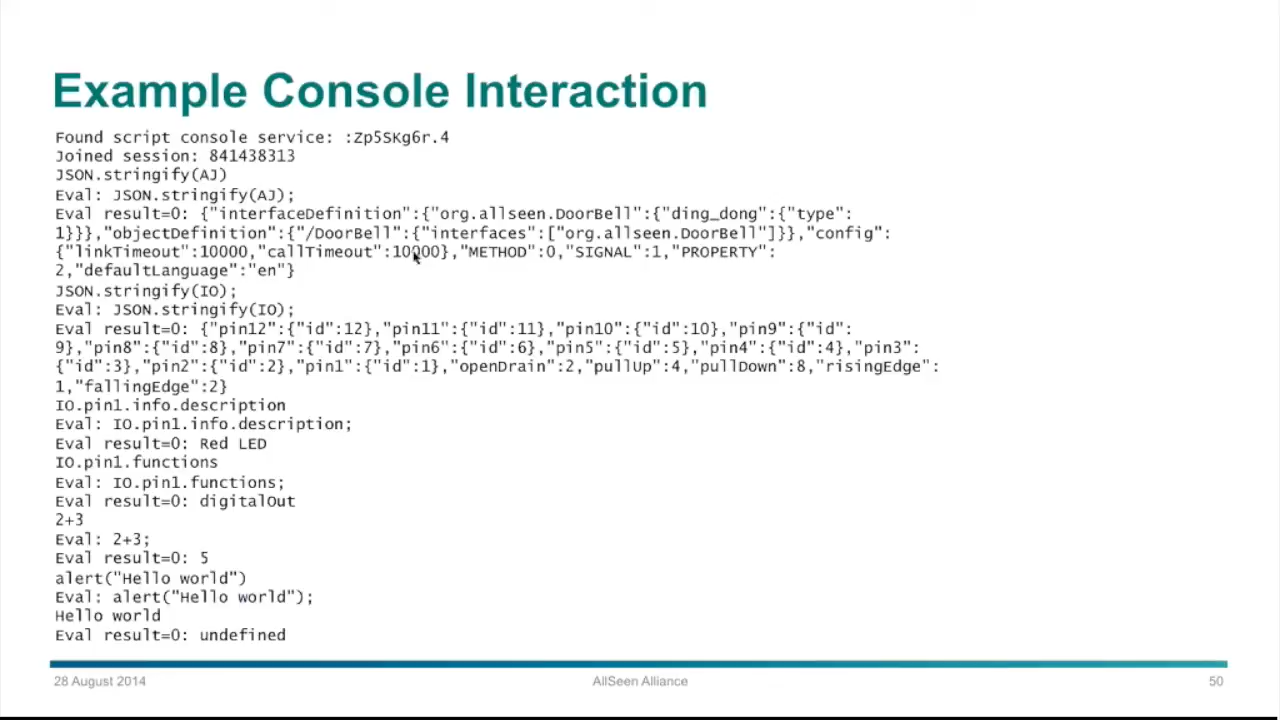 Example Console Interaction
Found script console service: :Zp5SKg6r.4
Joined session: 841438313
JSON.stringify(AJ)
Eval: JSON.stringify(AJ);
Eval result=0: {"interfaceDefinition":{"org.allseen.DoorBell":{"ding_dong":{"type":
1}}},"objectDefinition":{"/DoorBell":{"interfaces":["org.allseen.DoorBell"]}},"config":
{"linkTimeout":10000,"callTimeout":10000},"METHOD":0,"SIGNAL":1,"PROPERTY":
2,"defaultLanguage":"en"}
JSON.stringify(IO);
Eval: JSON.stringify(IO);
Eval result=0: {"pin12":{"id":12},"pin11":{"id":11},"pin10":{"id":10},"pin9":{"id":
9},"pin8":{"id":8},"pin7":{"id":7},"pin6":{"id":6},"pin5":{"id":5},"pin4":{"id":4},"pin3":
{"id":3},"pin2":{"id":2},"pin1":{"id":1},"openDrain":2,"pullUp":4,"pullDown":8,"risingEdge":
1,"fallingEdge":2}
IO.pin1.info.description
Eval: IO.pin1.info.description;
Eval result=0: Red LED
IO.pin1.functions
Eval: IO.pin1.functions;
Eval result=0: digitalOut
2+3
Eval: 2+3;
Eval result=0: 5
alert("Hello world")
Eval: alert("Hello world");
Hello world
Eval result=0: undefined
28 August 2014
AllSeen Alliance
50